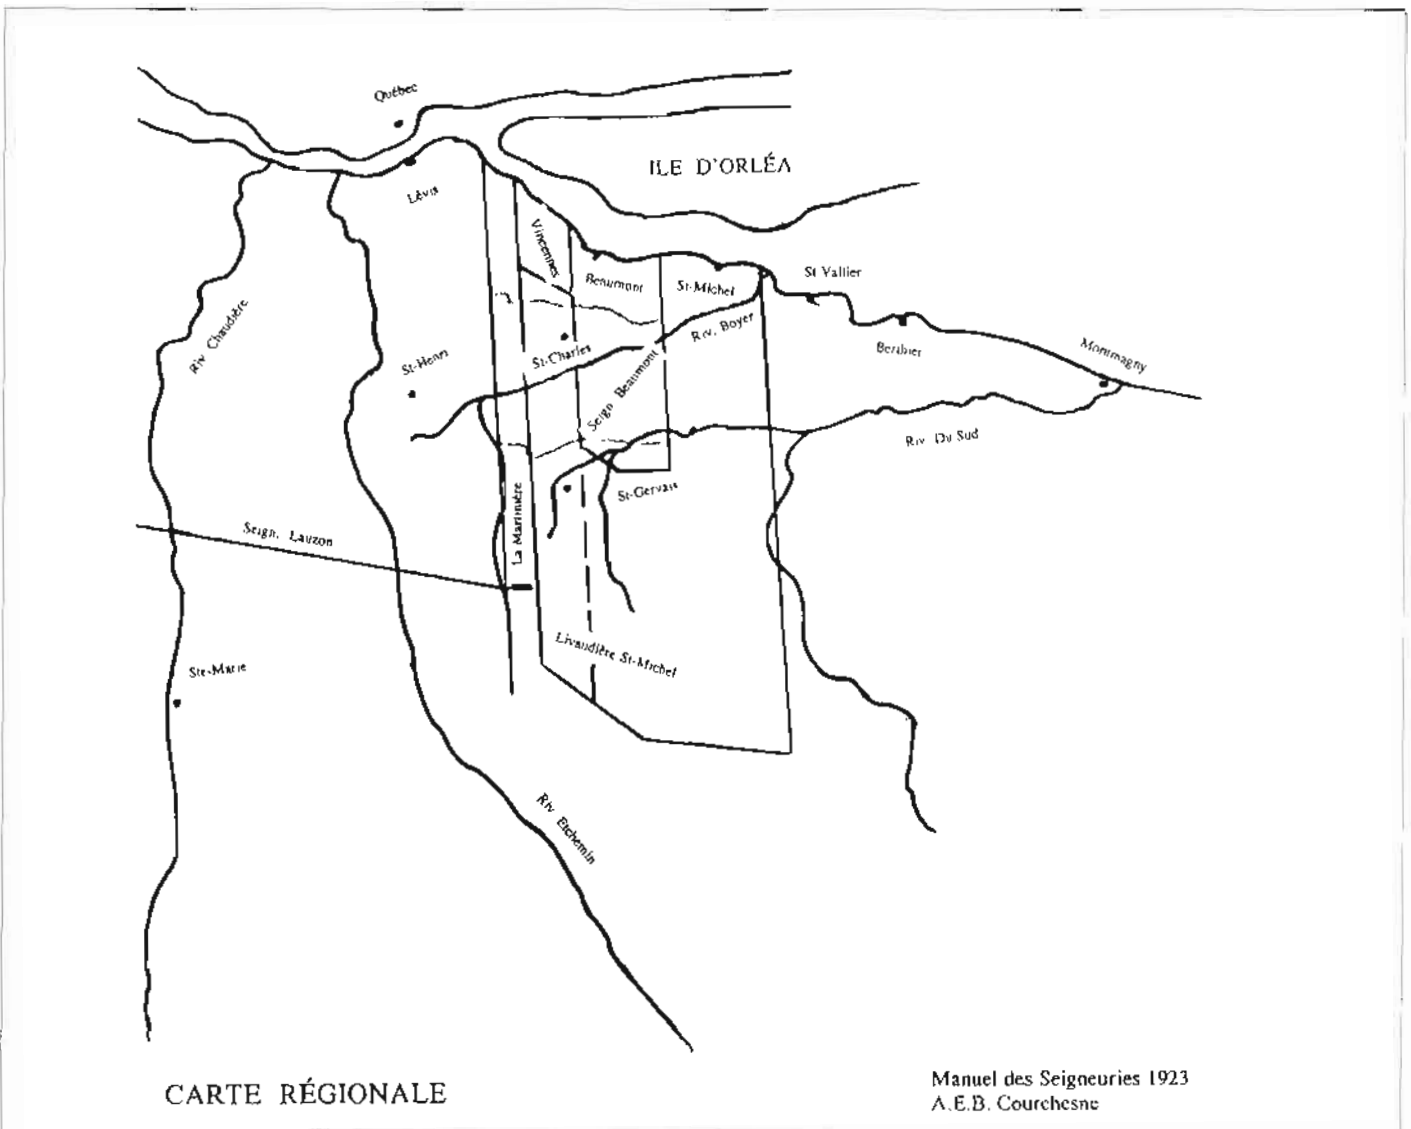 Québec
ILE D'ORLÉA
Lévis
Vincennes
Beaumont
St-Michel
St Vallier
Riv Chaudière
Riv. Boyer
Berthier
Montmagny
St-Henri
St-Charles
Seign Beaumont
Riv Du Sud
St-Gervais
La Martinière
Seign. Lauzon
Livaudière St-Michel
Ste-Marie
Riv Etchemin
CARTE RÉGIONALE
Manuel des Seigneuries 1923
A.E.B. Courchesne